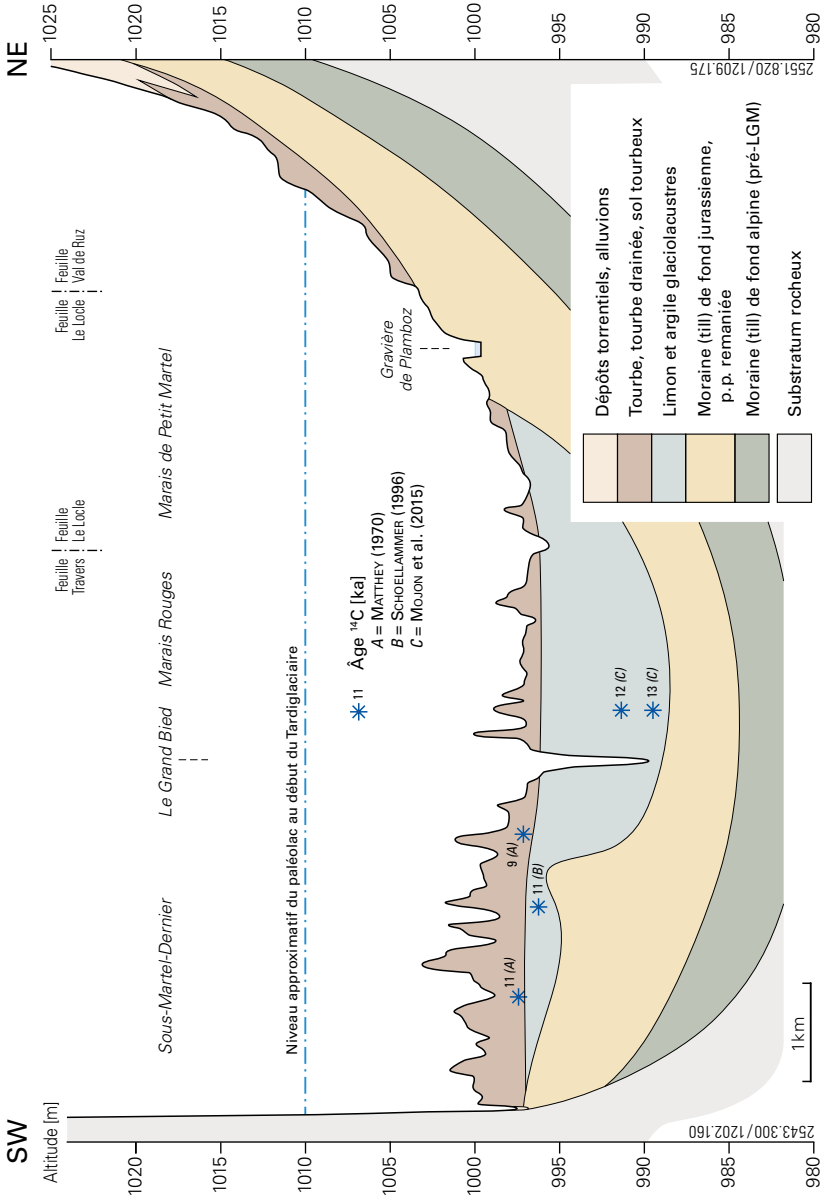 SW
NE
Altitude [m]
1020
1015
1010
1005
1000
995
990
985
980
1025
1020
1015
1010
1005
1000
995
990
985
980
Feuille
Travers
Feuille
Le Locle
Feuille
Le Locle
Feuille
Val de Ruz
Sous-Martel-Dernier
Le Grand Bied
Marais Rouges
Marais de Petit Martel
Niveau approximatif du paléolac au début du Tardiglaciaire
11 Âge 14C [ka]
A = MATTHEY (1970)
B = SCHOELLAMMER (1996)
C = MOJON et al. (2015)
Gravière
de Plamboz
11 (A)
11 (B)
9 (A)
12 (C)
13 (C)
1 km
2543.300 / 1202.160
2551.820 / 1209.175
Dépôts torrentiels, alluvions
Tourbe, tourbe drainée, sol tourbeux
Limon et argile glaciolacustres
Moraine (till) de fond jurassienne,
p.p. remaniée
Moraine (till) de fond alpine (pré-LGM)
Substratum rocheux